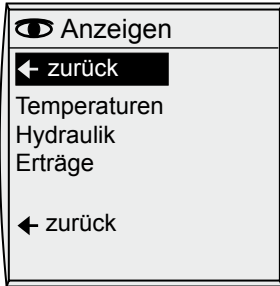 Anzeigen
← zurück
Temperaturen
Hydraulik
Erträge
← zurück